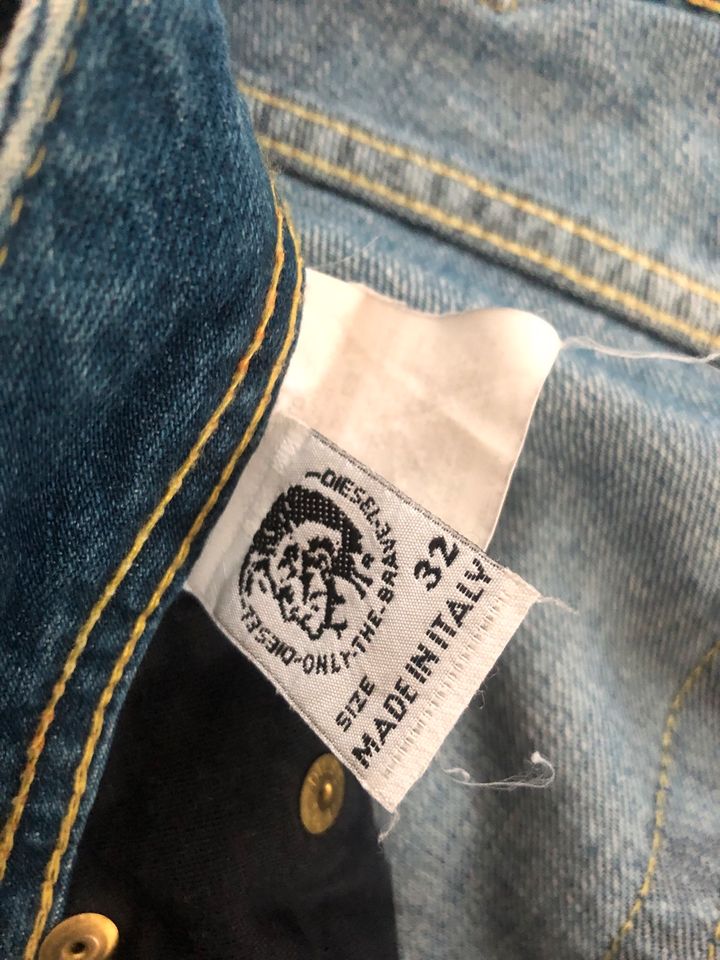 DIESEL·DIESEL·ONLY·THE·BRAVE
SIZE 32
MADE IN ITALY